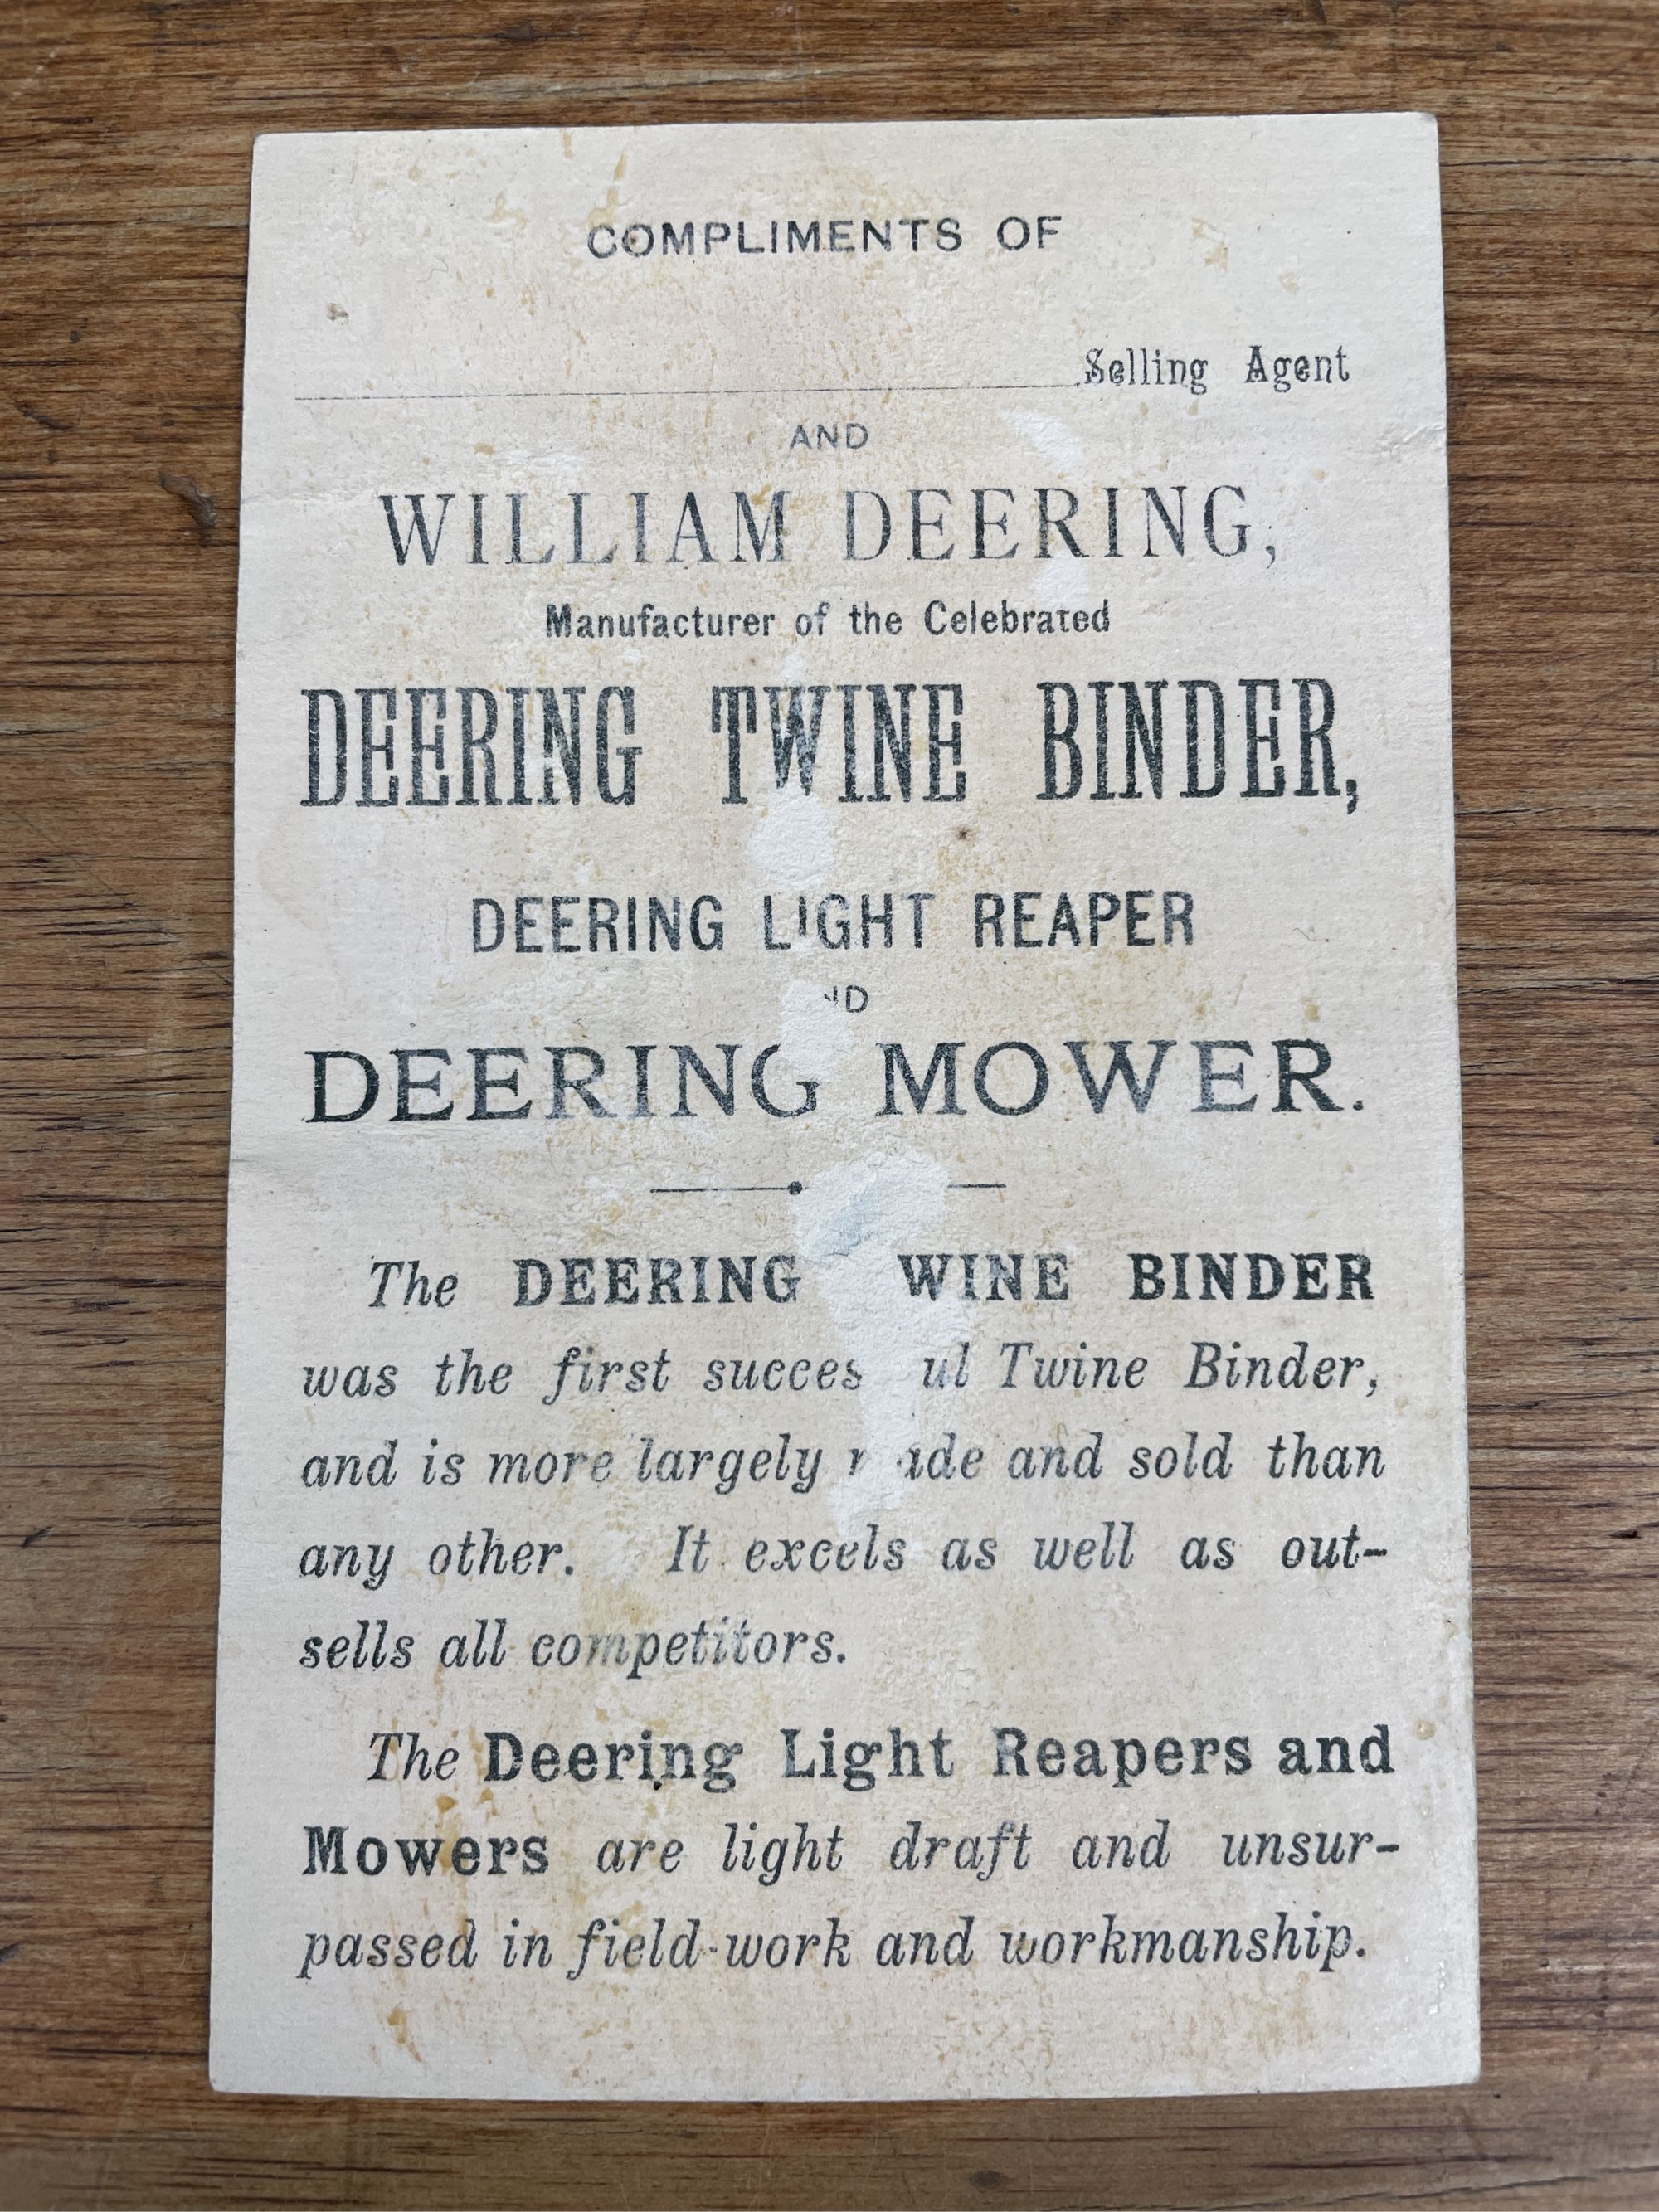 COMPLIMENTS OF
Selling Agent
AND
WILLIAM DEERING,
Manufacturer of the Celebrated
DEERING TWINE BINDER,
DEERING LIGHT REAPER
ND
DEERING MOWER.
The DEERING WINE BINDER
was the first succes ul Twine Binder,
and is more largely made and sold than
any other. It excels as well as out-
sells all competitors.
The Deering Light Reapers and
Mowers are light draft and unsur-
passed in field-work and workmanship.